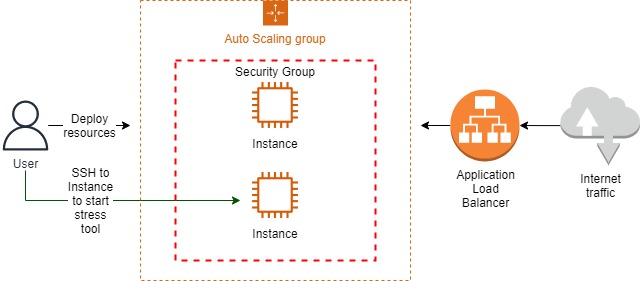 Auto Scaling group
Security Group
Instance
Instance
Deploy
resources
User
SSH to
Instance
to start
stress
tool
Application
Load
Balancer
Internet
traffic